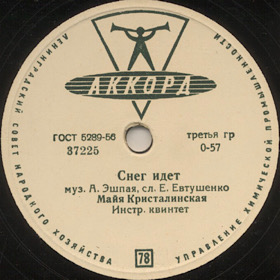 АККОРД
ЛЕНИНГРАДСКИЙ СОВЕТ НАРОДНОГО ХОЗЯЙСТВА
УПРАВЛЕНИЕ ХИМИЧЕСКОЙ ПРОМЫШЛЕННОСТИ
ГОСТ 5289-56
37225
третья гр
0-57
Снег идет
муз. А. Эшпая, сл. Е. Евтушенко
Майя Кристалинская
Инстр. квинтет
78